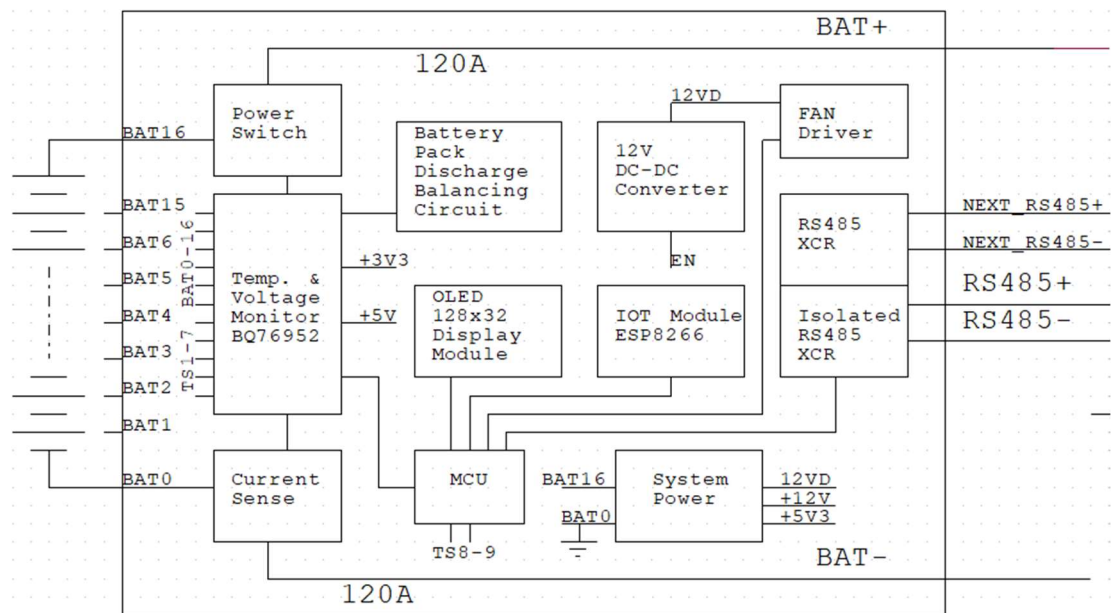 BAT+
120A
12VD
Power
Switch
Battery
Pack
Discharge
Balancing
Circuit
12V
DC-DC
Converter
FAN
Driver
BAT16
BAT15
BAT6
BAT5
BAT4
BAT3
BAT2
BAT1
BAT0
TS1-7 BAT0-16
Temp. &
Voltage
Monitor
BQ76952
+3V3
+5V
EN
RS485
XCR
NEXT_RS485+
NEXT_RS485-
RS485+
RS485-
OLED
128x32
Display
Module
IOT Module
ESP8266
Isolated
RS485
XCR
Current
Sense
MCU
TS8-9
BAT16
BAT0
System
Power
12VD
+12V
+5V3
BAT-
120A